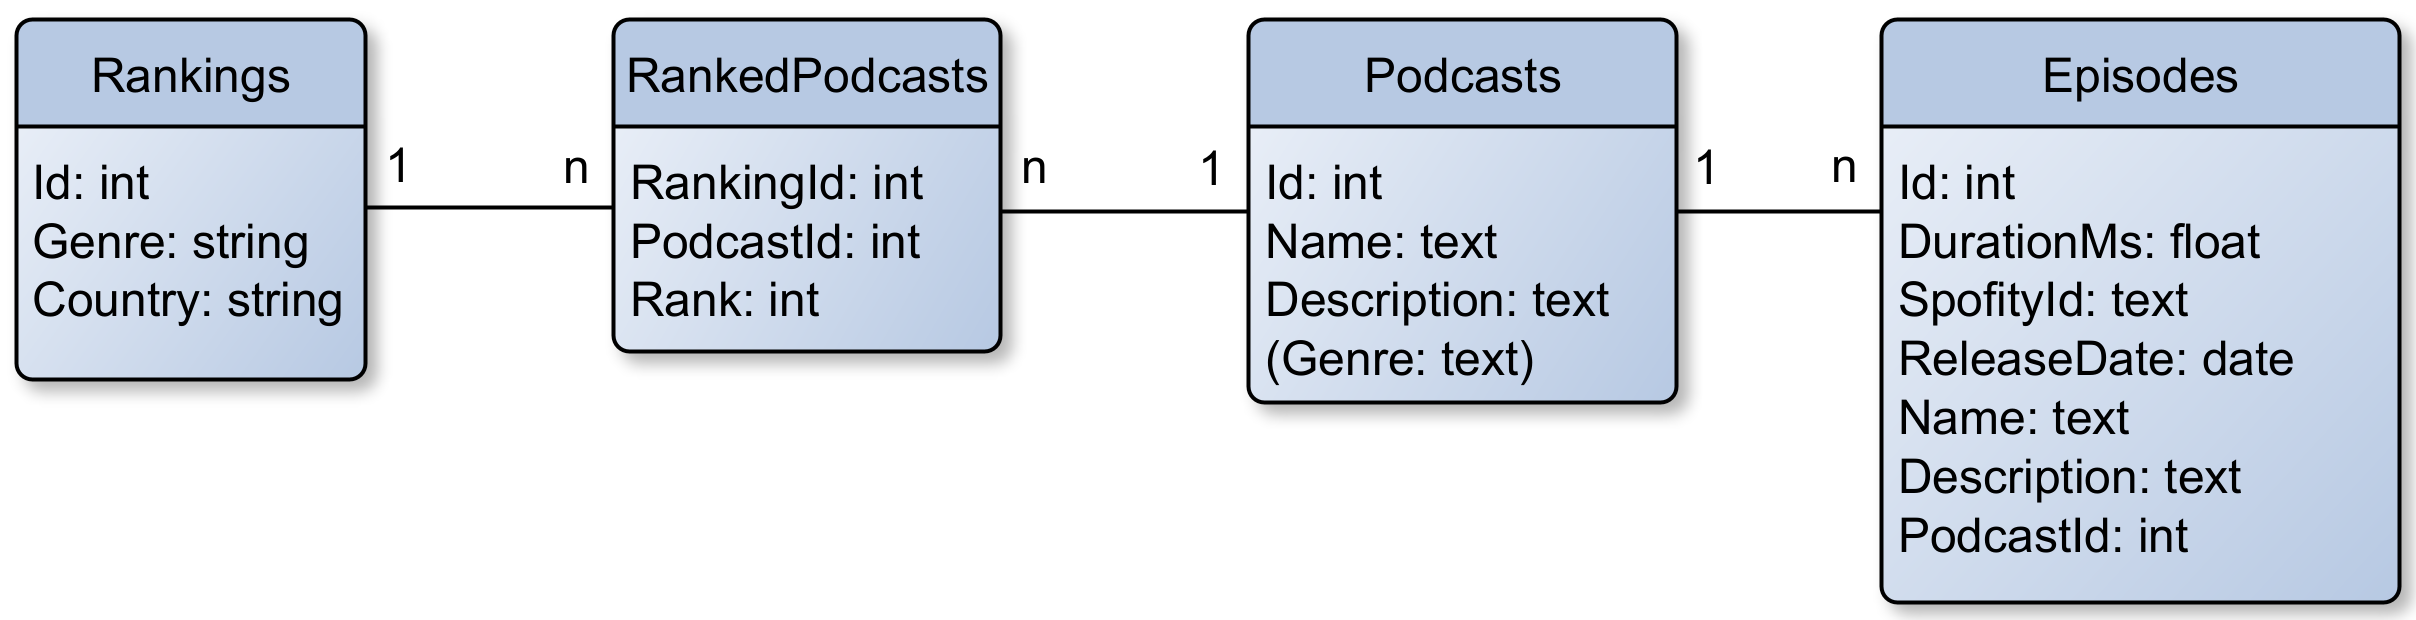 Rankings
Id: int
Genre: string
Country: string
1
n
RankedPodcasts
RankingId: int
PodcastId: int
Rank: int
n
1
Podcasts
Id: int
Name: text
Description: text
(Genre: text)
1
n
Episodes
Id: int
DurationMs: float
SpofityId: text
ReleaseDate: date
Name: text
Description: text
PodcastId: int